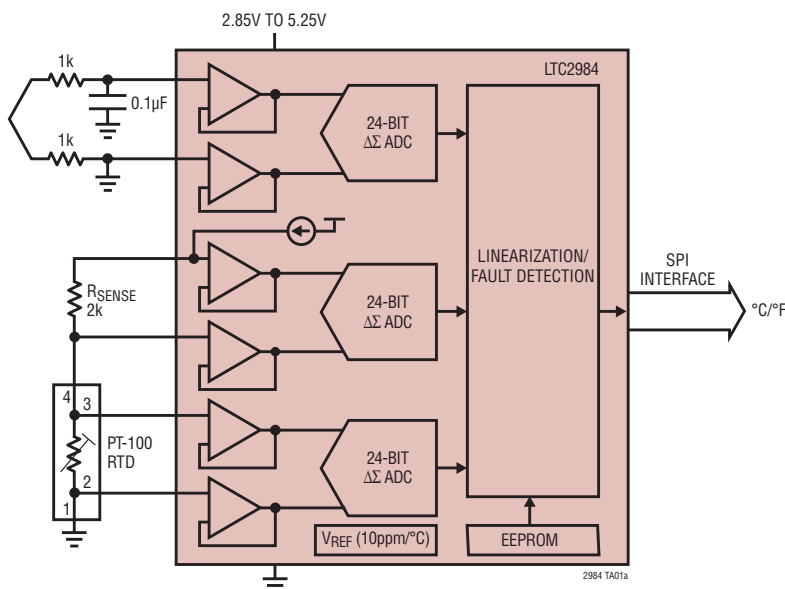 2.85V TO 5.25V
LTC2984
1k
0.1µF
1k
24-BIT
ΔΣ ADC
LINEARIZATION/
FAULT DETECTION
SPI
INTERFACE
°C/°F
RSENSE
2k
24-BIT
ΔΣ ADC
4
3
PT-100
RTD
2
1
24-BIT
ΔΣ ADC
VREF (10ppm/°C)
EEPROM
2984 TA01a